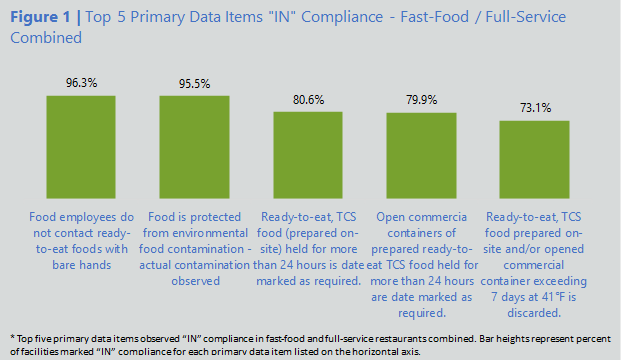 Figure 1 | Top 5 Primary Data Items "IN" Compliance - Fast-Food / Full-Service
Combined
96.3%
95.5%
80.6%
79.9%
73.1%
Food employees do
not contact ready-
to-eat foods with
bare hands
Food is protected
from environmental
food contamination -
actual contamination
observed
Ready-to-eat, TCS
food (prepared on-
site) held for more
than 24 hours is date
marked as required.
Open commercia
containers of
prepared ready-to-
eat TCS food held for
more than 24 hours
are date marked as
required.
Ready-to-eat, TCS
food prepared on-
site and/or opened
commercial
container exceeding
7 days at 41°F is
discarded.
* Top five primary data items observed "IN" compliance in fast-food and full-service restaurants combined. Bar heights represent percent
of facilities marked "IN" compliance for each primary data item listed on the horizontal axis.